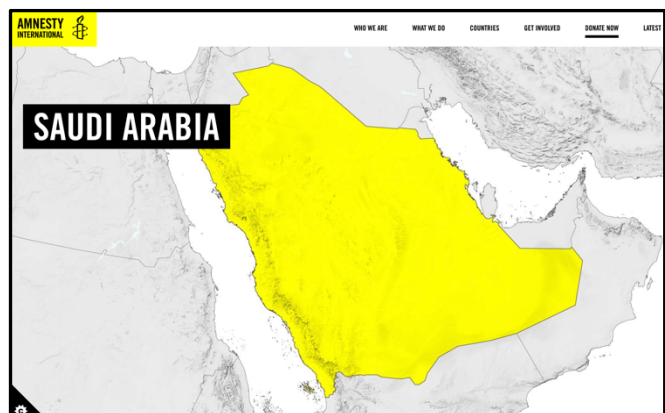 AMNESTY
INTERNATIONAL
WHO WE ARE WHAT WE DO COUNTRIES GET INVOLVED DONATE NOW LATEST
SAUDI ARABIA